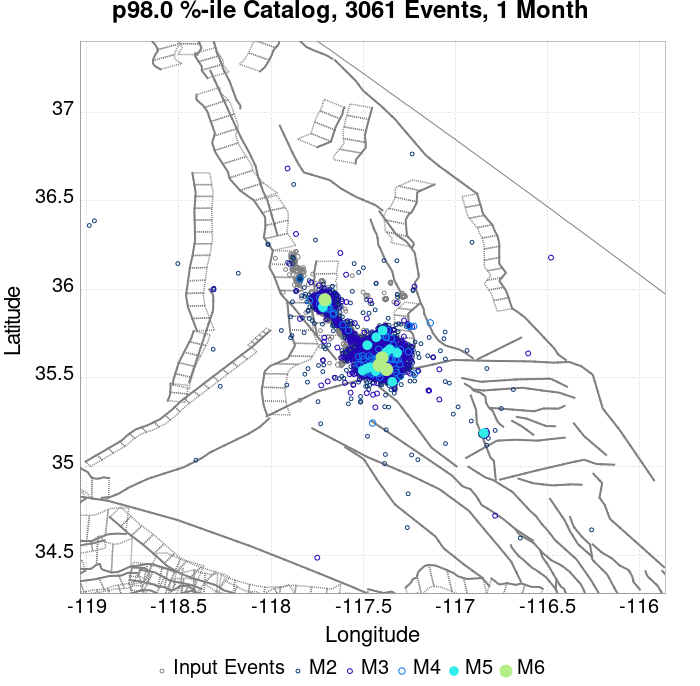 p98.0 %-ile Catalog, 3061 Events, 1 Month
37
36.5
36
35.5
35
34.5
Latitude
-119 -118.5 -118 -117.5 -117 -116.5 -116
Longitude
Input Events M2 M3 M4 M5 M6